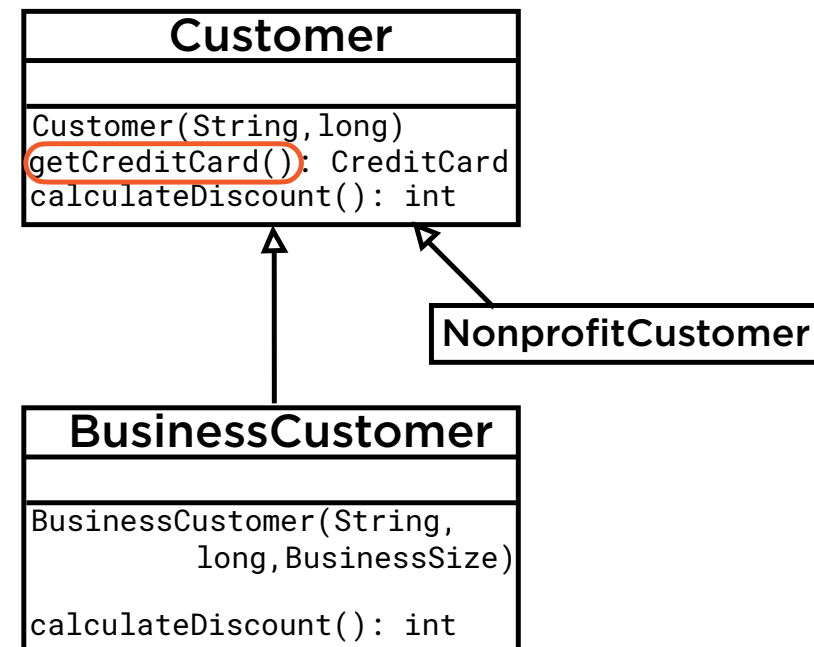 Customer
Customer(String,long)
getCreditCard(): CreditCard
calculateDiscount(): int
NonprofitCustomer
BusinessCustomer
BusinessCustomer(String,
long,BusinessSize)
calculateDiscount(): int